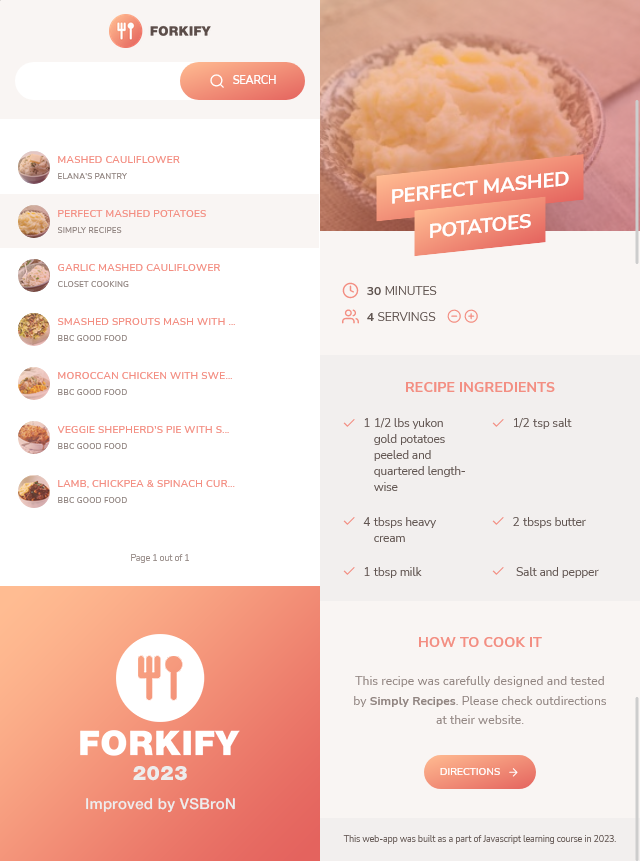 FORKIFY
SEARCH
MASHED CAULIFLOWER
ELANA'S PANTRY
PERFECT MASHED POTATOES
SIMPLY RECIPES
GARLIC MASHED CAULIFLOWER
CLOSET COOKING
SMASHED SPROUTS MASH WITH ...
BBC GOOD FOOD
MOROCCAN CHICKEN WITH SWE...
BBC GOOD FOOD
VEGGIE SHEPHERD'S PIE WITH S...
BBC GOOD FOOD
LAMB, CHICKPEA & SPINACH CUR...
BBC GOOD FOOD
Page 1 out of 1
FORKIFY
2023
Improved by VSBroN
PERFECT MASHED
POTATOES
30 MINUTES
4 SERVINGS
RECIPE INGREDIENTS
1 1/2 lbs yukon
gold potatoes
peeled and
quartered length-
wise
1/2 tsp salt
4 tbsps heavy
cream
2 tbsps butter
1 tbsp milk
Salt and pepper
HOW TO COOK IT
This recipe was carefully designed and tested
by Simply Recipes. Please check outdirections
at their website.
DIRECTIONS
This web-app was built as a part of Javascript learning course in 2023.